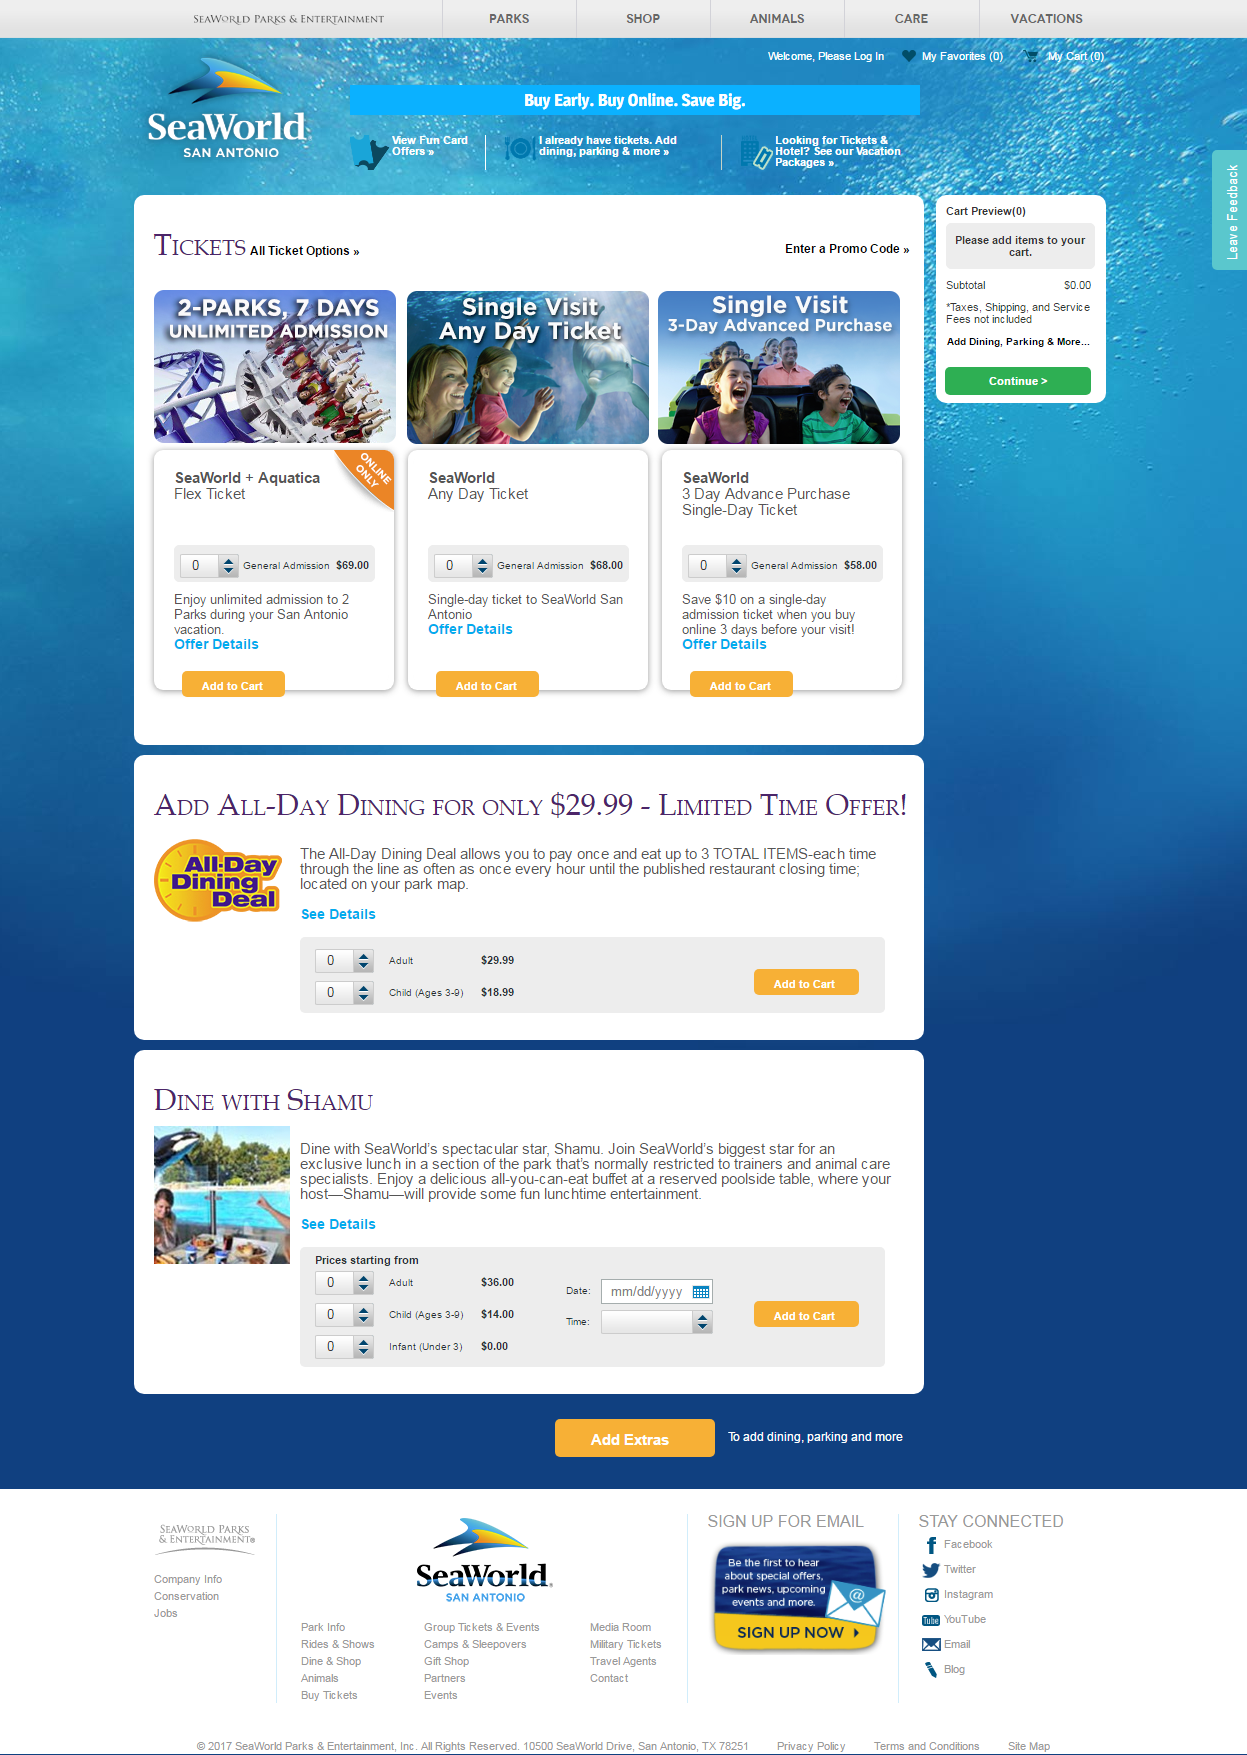 SEAWORLD PARKS & ENTERTAINMENT
PARKS
SHOP
ANIMALS
CARE
VACATIONS
Welcome, Please Log In
My Favorites (0)
My Cart (0)
SeaWorld
SAN ANTONIO
Buy Early. Buy Online. Save Big.
View Fun Card
Offers »
I already have tickets. Add
dining, parking & more »
Looking for Tickets &
Hotel? See our Vacation
Packages »
Leave Feedback
TICKETS All Ticket Options »
Enter a Promo Code »
2-PARKS, 7 DAYS
UNLIMITED ADMISSION
Single Visit
Any Day Ticket
Single Visit
3-Day Advanced Purchase
SeaWorld + Aquatica
Flex Ticket
ONLINE
ONLY
0 General Admission $69.00
Enjoy unlimited admission to 2
Parks during your San Antonio
vacation.
Offer Details
Add to Cart
SeaWorld
Any Day Ticket
0 General Admission $68.00
Single-day ticket to SeaWorld San
Antonio
Offer Details
Add to Cart
SeaWorld
3 Day Advance Purchase
Single-Day Ticket
0 General Admission $58.00
Save $10 on a single-day
admission ticket when you buy
online 3 days before your visit!
Offer Details
Add to Cart
Cart Preview(0)
Please add items to your
cart.
Subtotal $0.00
*Taxes, Shipping, and Service
Fees not included
Add Dining, Parking & More...
Continue >
ADD ALL-DAY DINING FOR ONLY $29.99 - LIMITED TIME OFFER!
All-Day
Dining
Deal
The All-Day Dining Deal allows you to pay once and eat up to 3 TOTAL ITEMS-each time
through the line as often as once every hour until the published restaurant closing time;
located on your park map.
See Details
0 Adult $29.99
0 Child (Ages 3-9) $18.99
Add to Cart
DINE WITH SHAMU
Dine with SeaWorld’s spectacular star, Shamu. Join SeaWorld’s biggest star for an
exclusive lunch in a section of the park that’s normally restricted to trainers and animal care
specialists. Enjoy a delicious all-you-can-eat buffet at a reserved poolside table, where your
host—Shamu—will provide some fun lunchtime entertainment.
See Details
Prices starting from
0 Adult $36.00
0 Child (Ages 3-9) $14.00
0 Infant (Under 3) $0.00
Date: mm/dd/yyyy
Time:
Add to Cart
Add Extras
To add dining, parking and more
SEAWORLD PARKS
& ENTERTAINMENT®
Company Info
Conservation
Jobs
SeaWorld®
SAN ANTONIO
Park Info
Rides & Shows
Dine & Shop
Animals
Buy Tickets
Group Tickets & Events
Camps & Sleepovers
Gift Shop
Partners
Events
Media Room
Military Tickets
Travel Agents
Contact
SIGN UP FOR EMAIL
Be the first to hear
about special offers,
park news, upcoming
events and more.
@
SIGN UP NOW
STAY CONNECTED
Facebook
Twitter
Instagram
Tube YouTube
Email
Blog
© 2017 SeaWorld Parks & Entertainment, Inc. All Rights Reserved. 10500 SeaWorld Drive, San Antonio, TX 78251
Privacy Policy
Terms and Conditions
Site Map